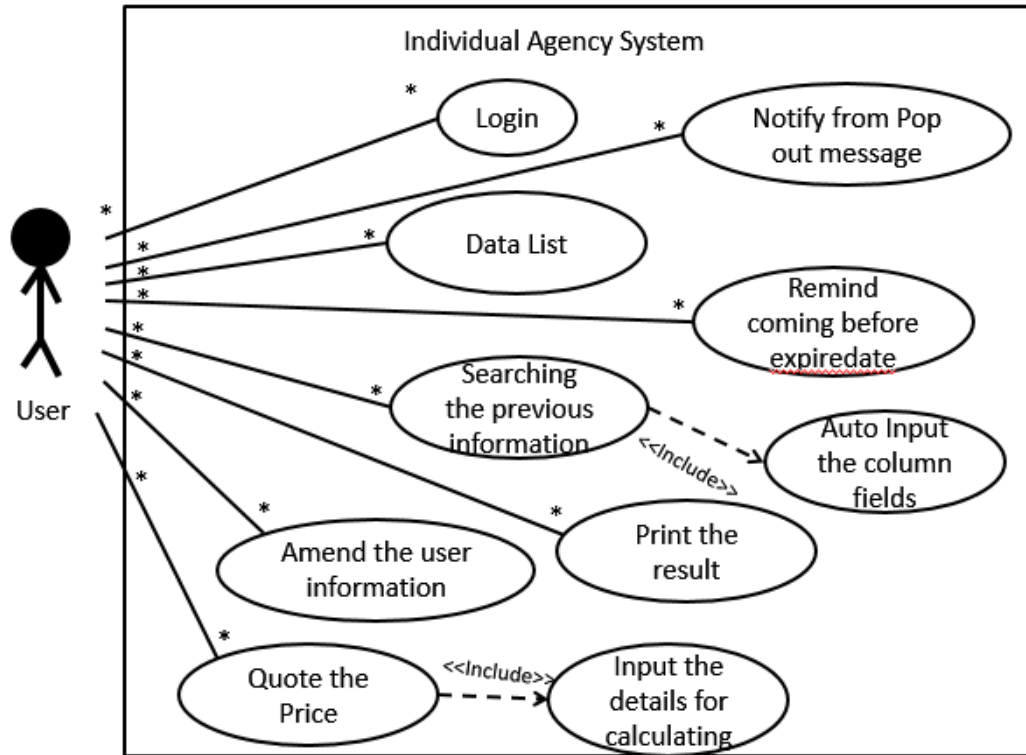 Individual Agency System
*
Login
*
Notify from Pop
out message
*
*
*
Data List
*
*
*
Remind
coming before
expiredate
*
*
*
Searching
the previous
information
*
*
<<Include>>
Auto Input
the column
fields
User
*
*
Amend the user
information
*
Print the
result
*
Quote the
Price
<<Include>>
Input the
details for
calculating